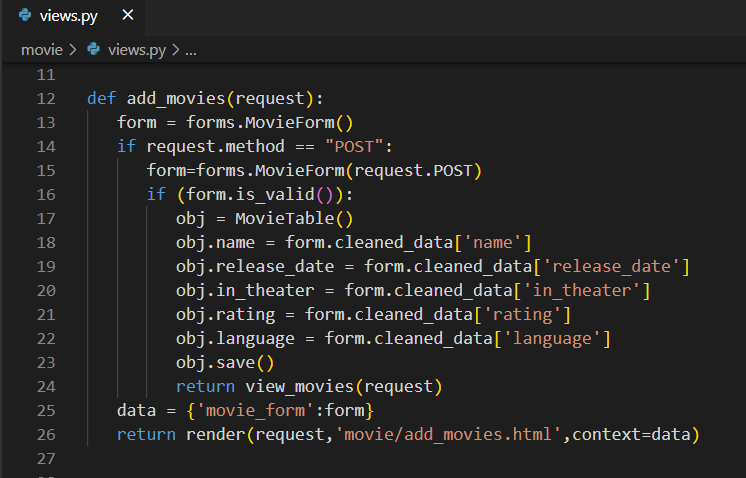 views.py ×
movie > views.py > ...
11
12 def add_movies(request):
13     form = forms.MovieForm()
14     if request.method == "POST":
15         form=forms.MovieForm(request.POST)
16         if (form.is_valid()):
17             obj = MovieTable()
18             obj.name = form.cleaned_data['name']
19             obj.release_date = form.cleaned_data['release_date']
20             obj.in_theater = form.cleaned_data['in_theater']
21             obj.rating = form.cleaned_data['rating']
22             obj.language = form.cleaned_data['language']
23             obj.save()
24             return view_movies(request)
25     data = {'movie_form':form}
26     return render(request,'movie/add_movies.html',context=data)
27